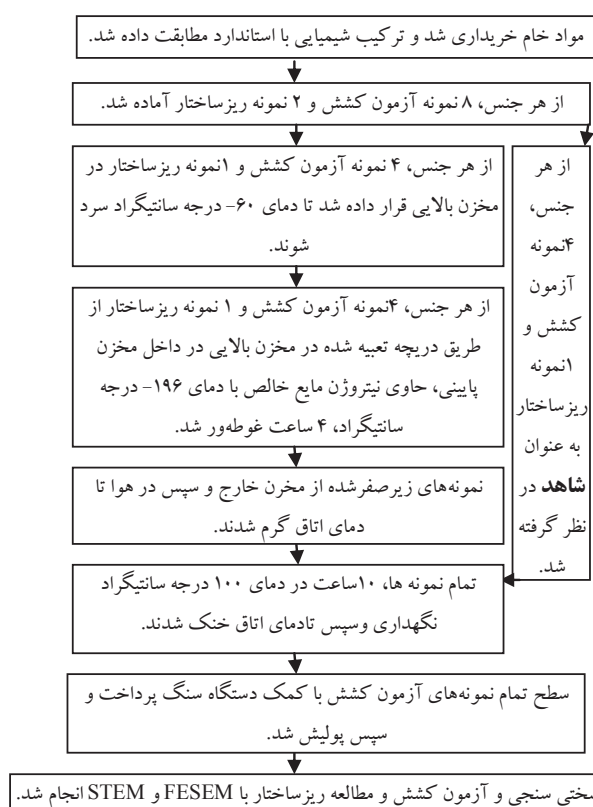 مواد خام خریداری شد و ترکیب شیمیایی با استاندارد مطابقت داده شد.
از هر جنس، ۸ نمونه آزمون کشش و ۲ نمونه ریزساختار آماده شد.
از هر جنس، ۴ نمونه آزمون کشش و ۱نمونه ریزساختار در
مخزن بالایی قرار داده شد تا دمای ۶۰- درجه سانتیگراد سرد
شوند.
از هر جنس، ۴نمونه آزمون کشش و ۱ نمونه ریزساختار از
طریق دریچه تعبیه شده در مخزن بالایی در داخل مخزن
پایینی، حاوی نیتروژن مایع خالص با دمای ۱۹۶- درجه
سانتیگراد، ۴ ساعت غوطه‌ور شد.
نمونه‌های زیرصفرشده از مخرن خارج و سپس در هوا تا
دمای اتاق گرم شدند.
از هر
جنس،
۴نمونه
آزمون
کشش و
۱نمونه
ریزساختار
به عنوان
شاهد در
نظر گرفته
شد.
تمام نمونه ها، ۱۰ساعت در دمای ۱۰۰ درجه سانتیگراد
نگهداری وسپس تادمای اتاق خنک شدند.
سطح تمام نمونه‌های آزمون کشش با کمک دستگاه سنگ پرداخت و
سپس پولیش شد.
سختی سنجی و آزمون کشش و مطالعه ریزساختار با FESEM و STEM انجام شد.